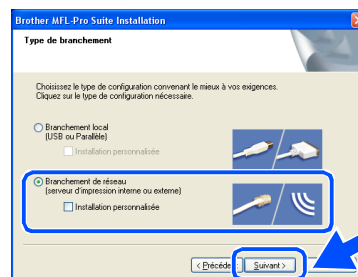 Brother MFL-Pro Suite Installation
Type de branchement
Choisissez le type de configuration convenant le mieux à vos exigences.
Cliquez sur le type de configuration nécessaire.
Branchement local
(USB ou Parallèle)
Installation personnalisée
Branchement de réseau
(serveur d'impression interne ou externe)
Installation personnalisée
< Précéde
Suivant >